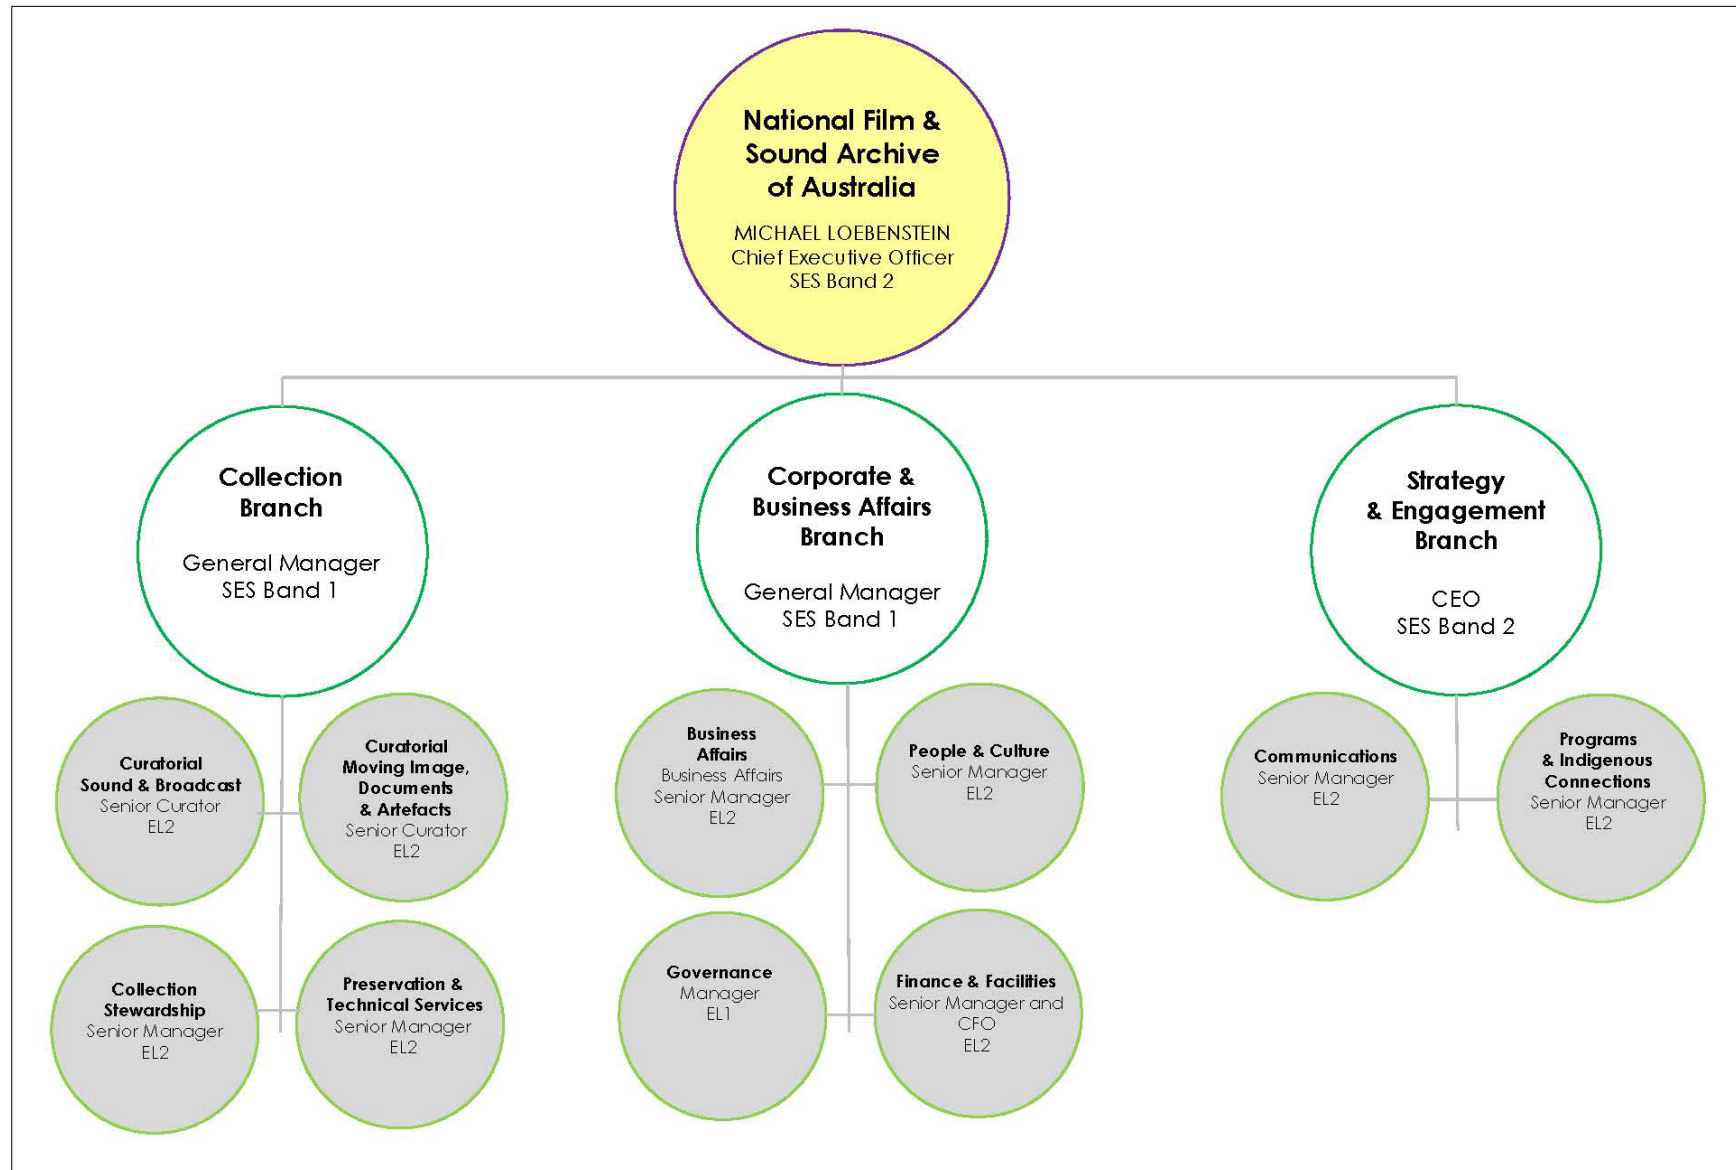 National Film &
Sound Archive
of Australia
MICHAEL LOEBENSTEIN
Chief Executive Officer
SES Band 2
Collection
Branch
General Manager
SES Band 1
Corporate &
Business Affairs
Branch
General Manager
SES Band 1
Strategy
& Engagement
Branch
CEO
SES Band 2
Curatorial
Sound & Broadcast
Senior Curator
EL2
Curatorial
Moving Image,
Documents
& Artefacts
Senior Curator
EL2
Collection
Stewardship
Senior Manager
EL2
Preservation &
Technical Services
Senior Manager
EL2
Business
Affairs
Business Affairs
Senior Manager
EL2
People & Culture
Senior Manager
EL2
Governance
Manager
EL1
Finance & Facilities
Senior Manager and
CFO
EL2
Communications
Senior Manager
EL2
Programs
& Indigenous
Connections
Senior Manager
EL2